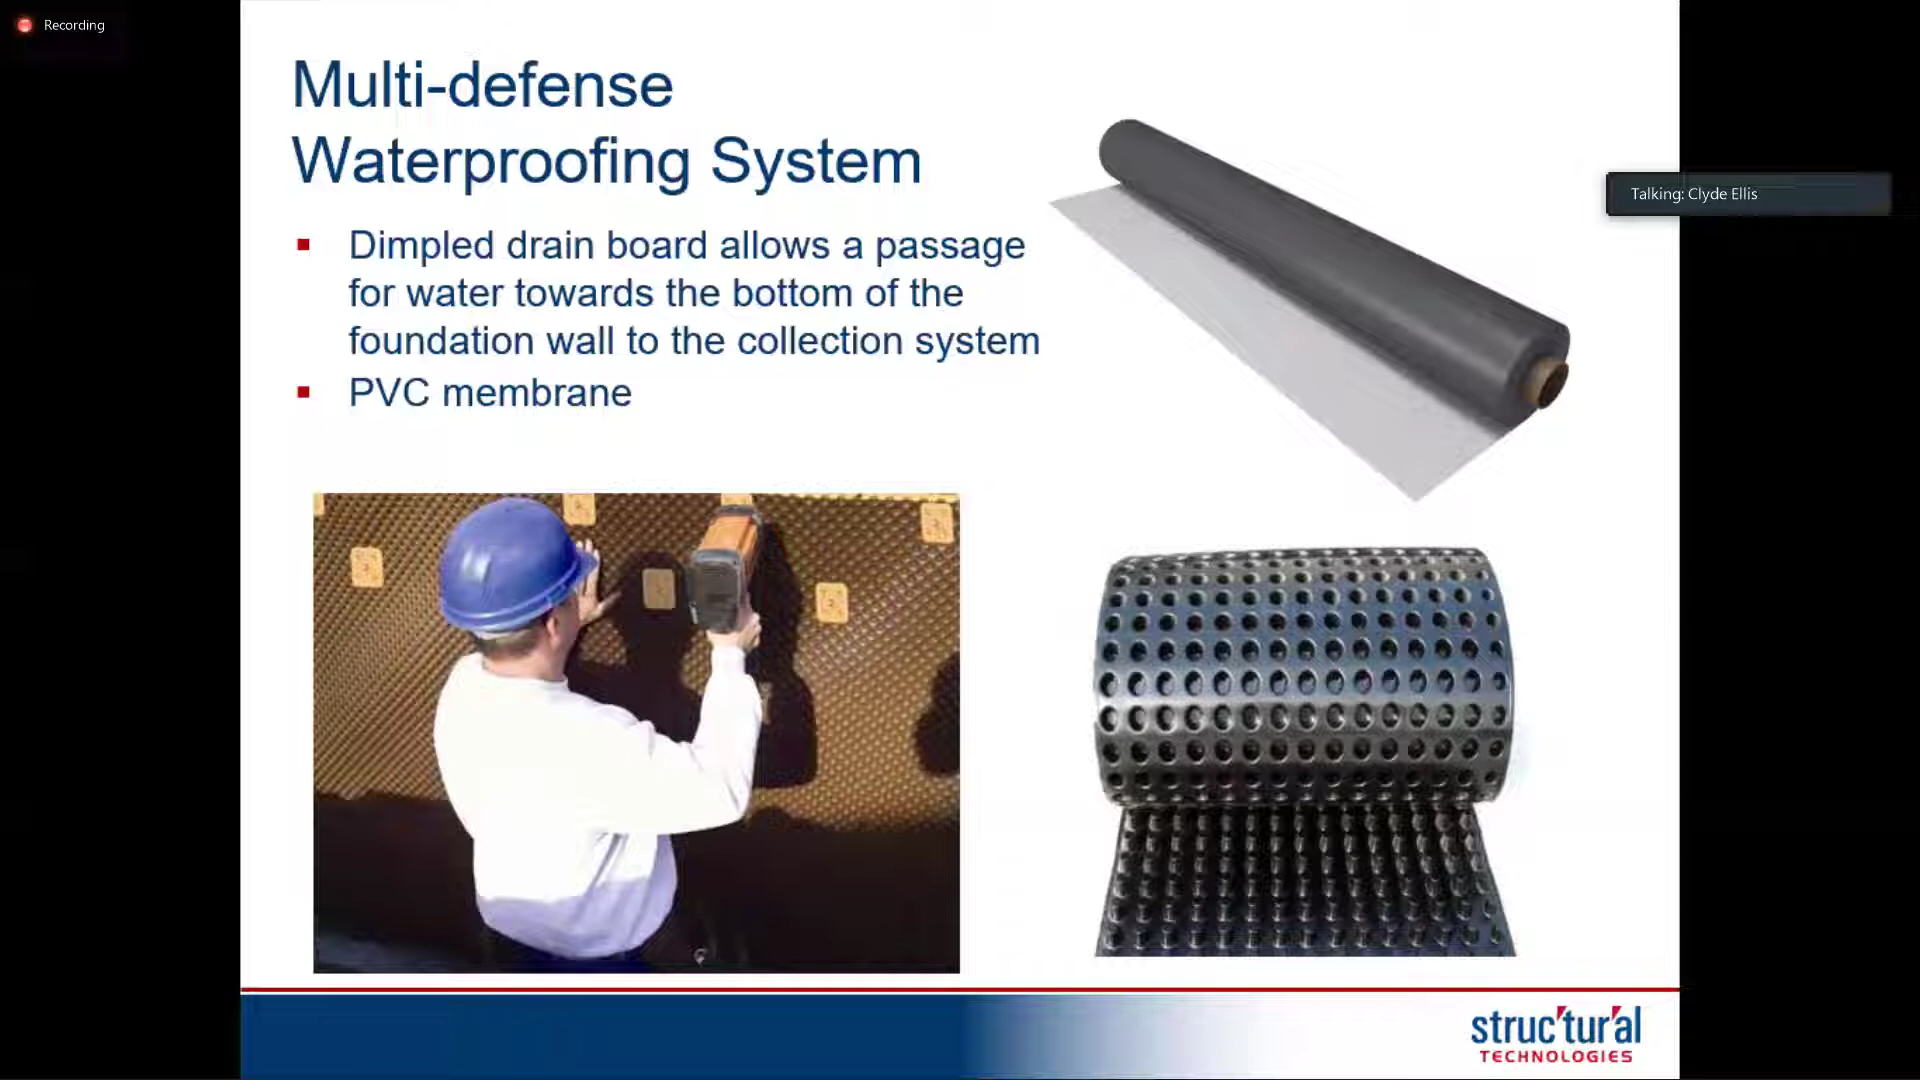 Recording
Multi-defense
Waterproofing System
Talking: Clyde Ellis
Dimpled drain board allows a passage
for water towards the bottom of the
foundation wall to the collection system
PVC membrane
struc'tur'al
TECHNOLOGIES